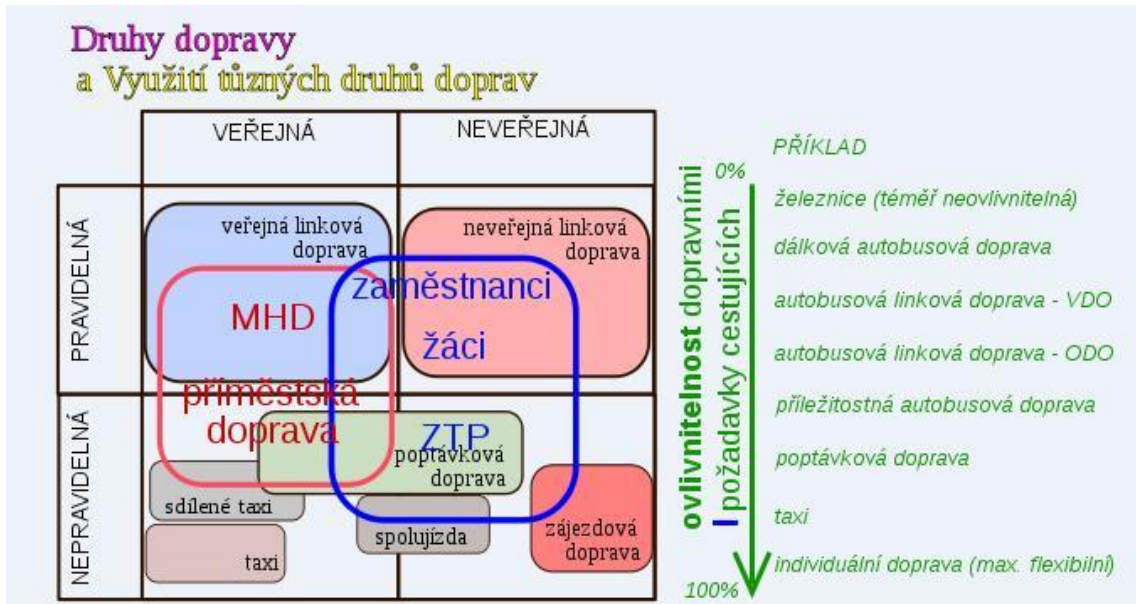 Druhy dopravy
a Využití tůzných druhů doprav
VEŘEJNÁ
NEVEŘEJNÁ
PRAVIDELNÁ
NEPRAVIDELNÁ
veřejná linková
doprava
neveřejná linková
doprava
zaměstnanci
MHD
žáci
příměstská
doprava
ZTP
poptávková
doprava
sdílené taxi
spolujízda
zájezdová
doprava
taxi
ovlivnitelnost dopravními
požadavky cestujících
0%
100%
PŘÍKLAD
železnice (téměř neovlivnitelná)
dálková autobusová doprava
autobusová linková doprava - VDO
autobusová linková doprava - ODO
příležitostná autobusová doprava
poptávková doprava
taxi
individuální doprava (max. flexibilní)